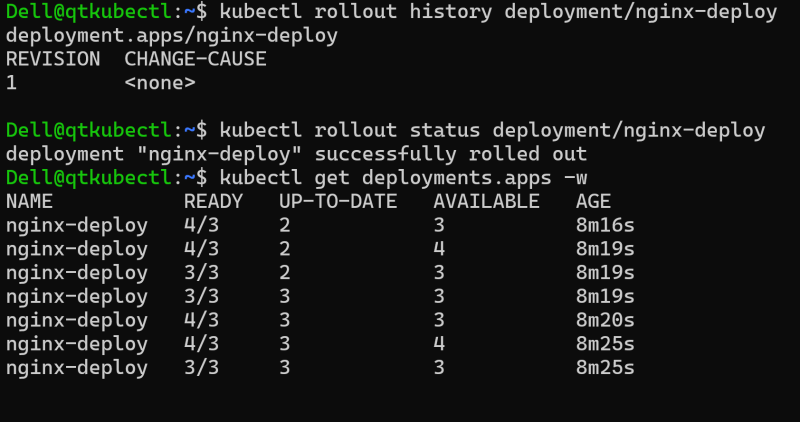 Dell@qtkubectl:~$ kubectl rollout history deployment/nginx-deploy
deployment.apps/nginx-deploy
REVISION  CHANGE-CAUSE
1         <none>

Dell@qtkubectl:~$ kubectl rollout status deployment/nginx-deploy
deployment "nginx-deploy" successfully rolled out
Dell@qtkubectl:~$ kubectl get deployments.apps -w
NAME           READY   UP-TO-DATE   AVAILABLE   AGE
nginx-deploy   4/3     2            3           8m16s
nginx-deploy   4/3     2            4           8m19s
nginx-deploy   3/3     2            3           8m19s
nginx-deploy   3/3     3            3           8m19s
nginx-deploy   4/3     3            3           8m20s
nginx-deploy   4/3     3            4           8m25s
nginx-deploy   3/3     3            3           8m25s